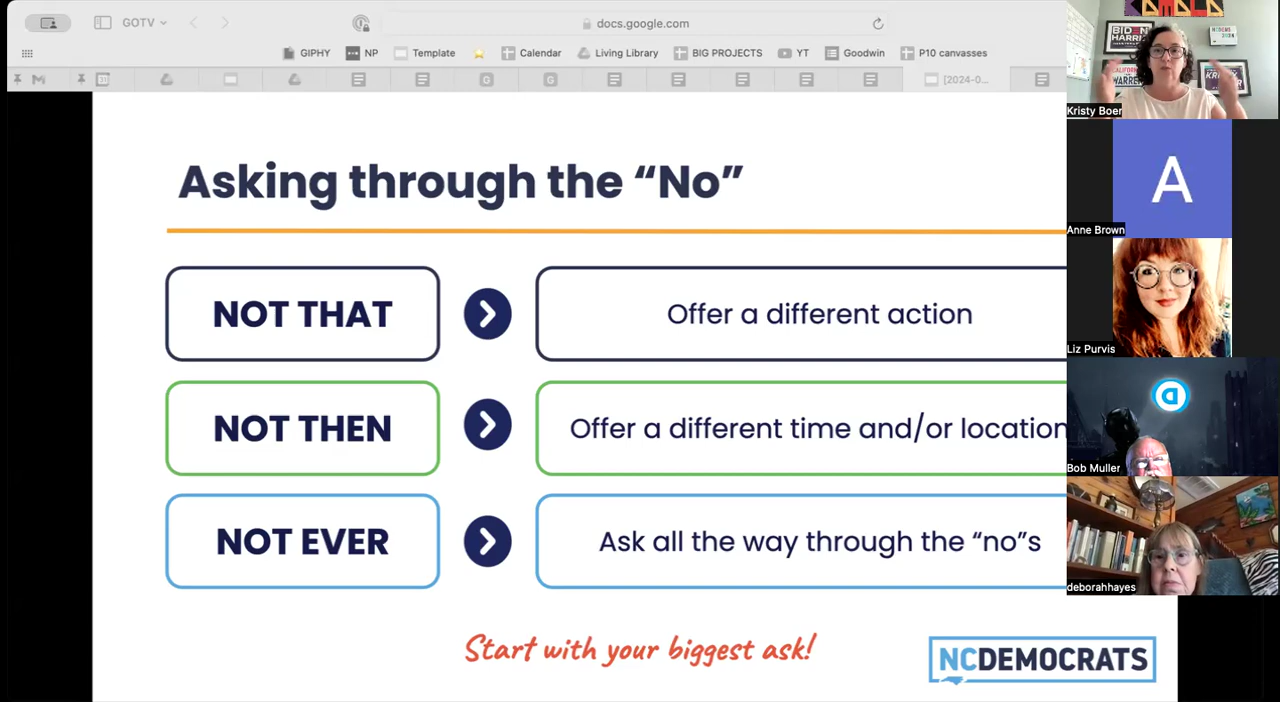 GOTV
docs.google.com
GIPHY
NP
Template
Calendar
Living Library
BIG PROJECTS
YT
Goodwin
P10 canvasses
[2024-0...
Asking through the “No”
NOT THAT
Offer a different action
NOT THEN
Offer a different time and/or location
NOT EVER
Ask all the way through the “no”s
Start with your biggest ask!
NCDEMOCRATS
BIDEN
Kristy Boer
A
Anne Brown
Liz Purvis
D
Bob Muller
deborahhayes